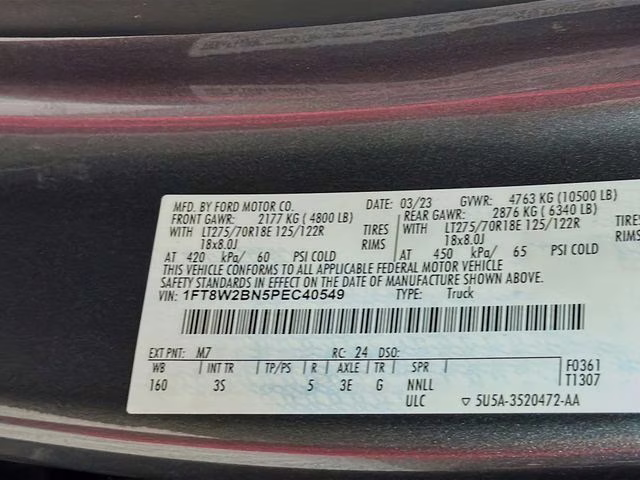 MFD. BY FORD MOTOR CO. DATE: 03/23 GVWR: 4763 KG (10500 LB)
FRONT GAWR: 2177 KG ( 4800 LB) REAR GAWR: 2876 KG ( 6340 LB)
WITH LT275/70R18E 125/122R TIRES WITH LT275/70R18E 125/122R TIRES
18x8.0J RIMS 18x8.0J RIMS
AT 420 kPa/ 60 PSI COLD AT 450 kPa/ 65 PSI COLD
THIS VEHICLE CONFORMS TO ALL APPLICABLE FEDERAL MOTOR VEHICLE
SAFETY STANDARDS IN EFFECT ON THE DATE OF MANUFACTURE SHOWN ABOVE.
VIN: 1FT8W2BN5PEC40549 TYPE: Truck
EXT PNT: M7 RC: 24 DSO:
WB INT TR TP/PS R AXLE TR SPR F0361
160 3S 5 3E G NNLL T1307
ULC ▽ 5U5A-3520472-AA